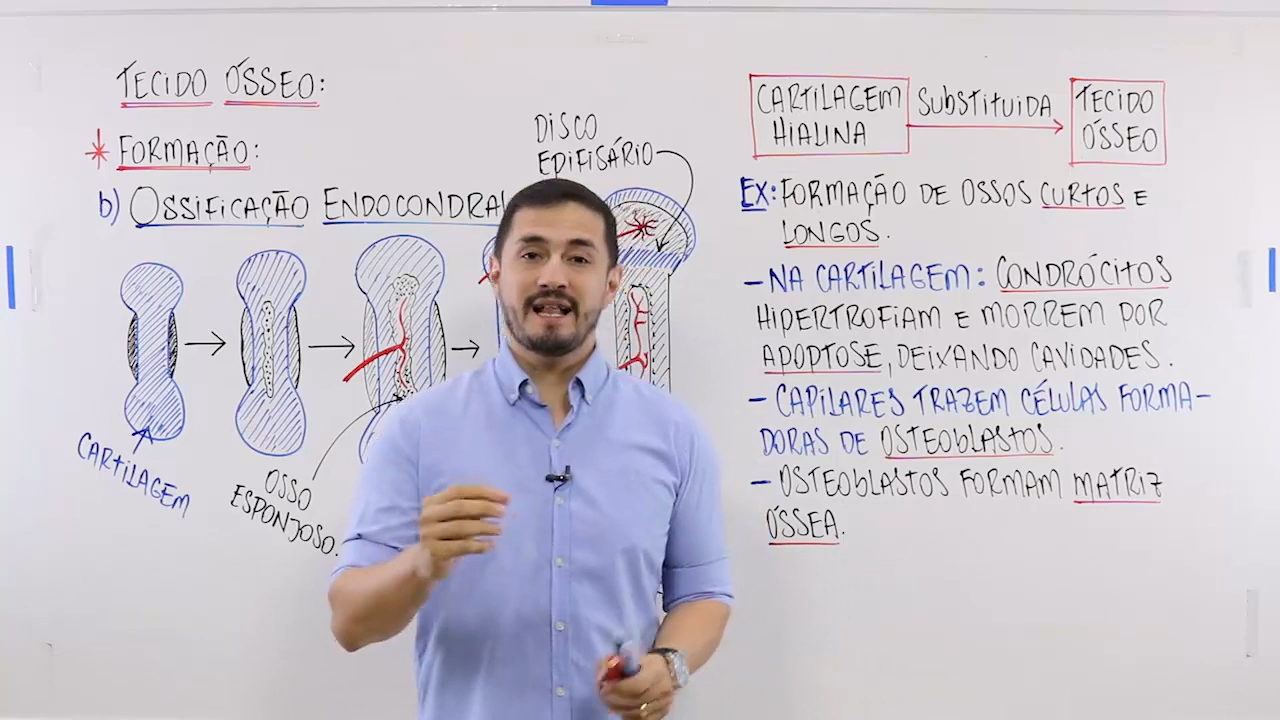 TECIDO ÓSSEO:
* FORMAÇÃO:
b) OSSIFICAÇÃO ENDOCONDRAL
DISCO
EPIFISÁRIO
CARTILAGEM
OSSO
ESPONJOSO.
CARTILAGEM
HIALINA
SUBSTITUIDA
TECIDO
ÓSSEO
EX: FORMAÇÃO DE OSSOS CURTOS E
LONGOS.
- NA CARTILAGEM: CONDRÓCITOS
HIPERTROFIAM E MORREM POR
APOPTOSE, DEIXANDO CAVIDADES.
- CAPILARES TRAZEM CÉLULAS FORMA-
DORAS DE OSTEOBLASTOS.
- OSTEOBLASTOS FORMAM MATRIZ
ÓSSEA.